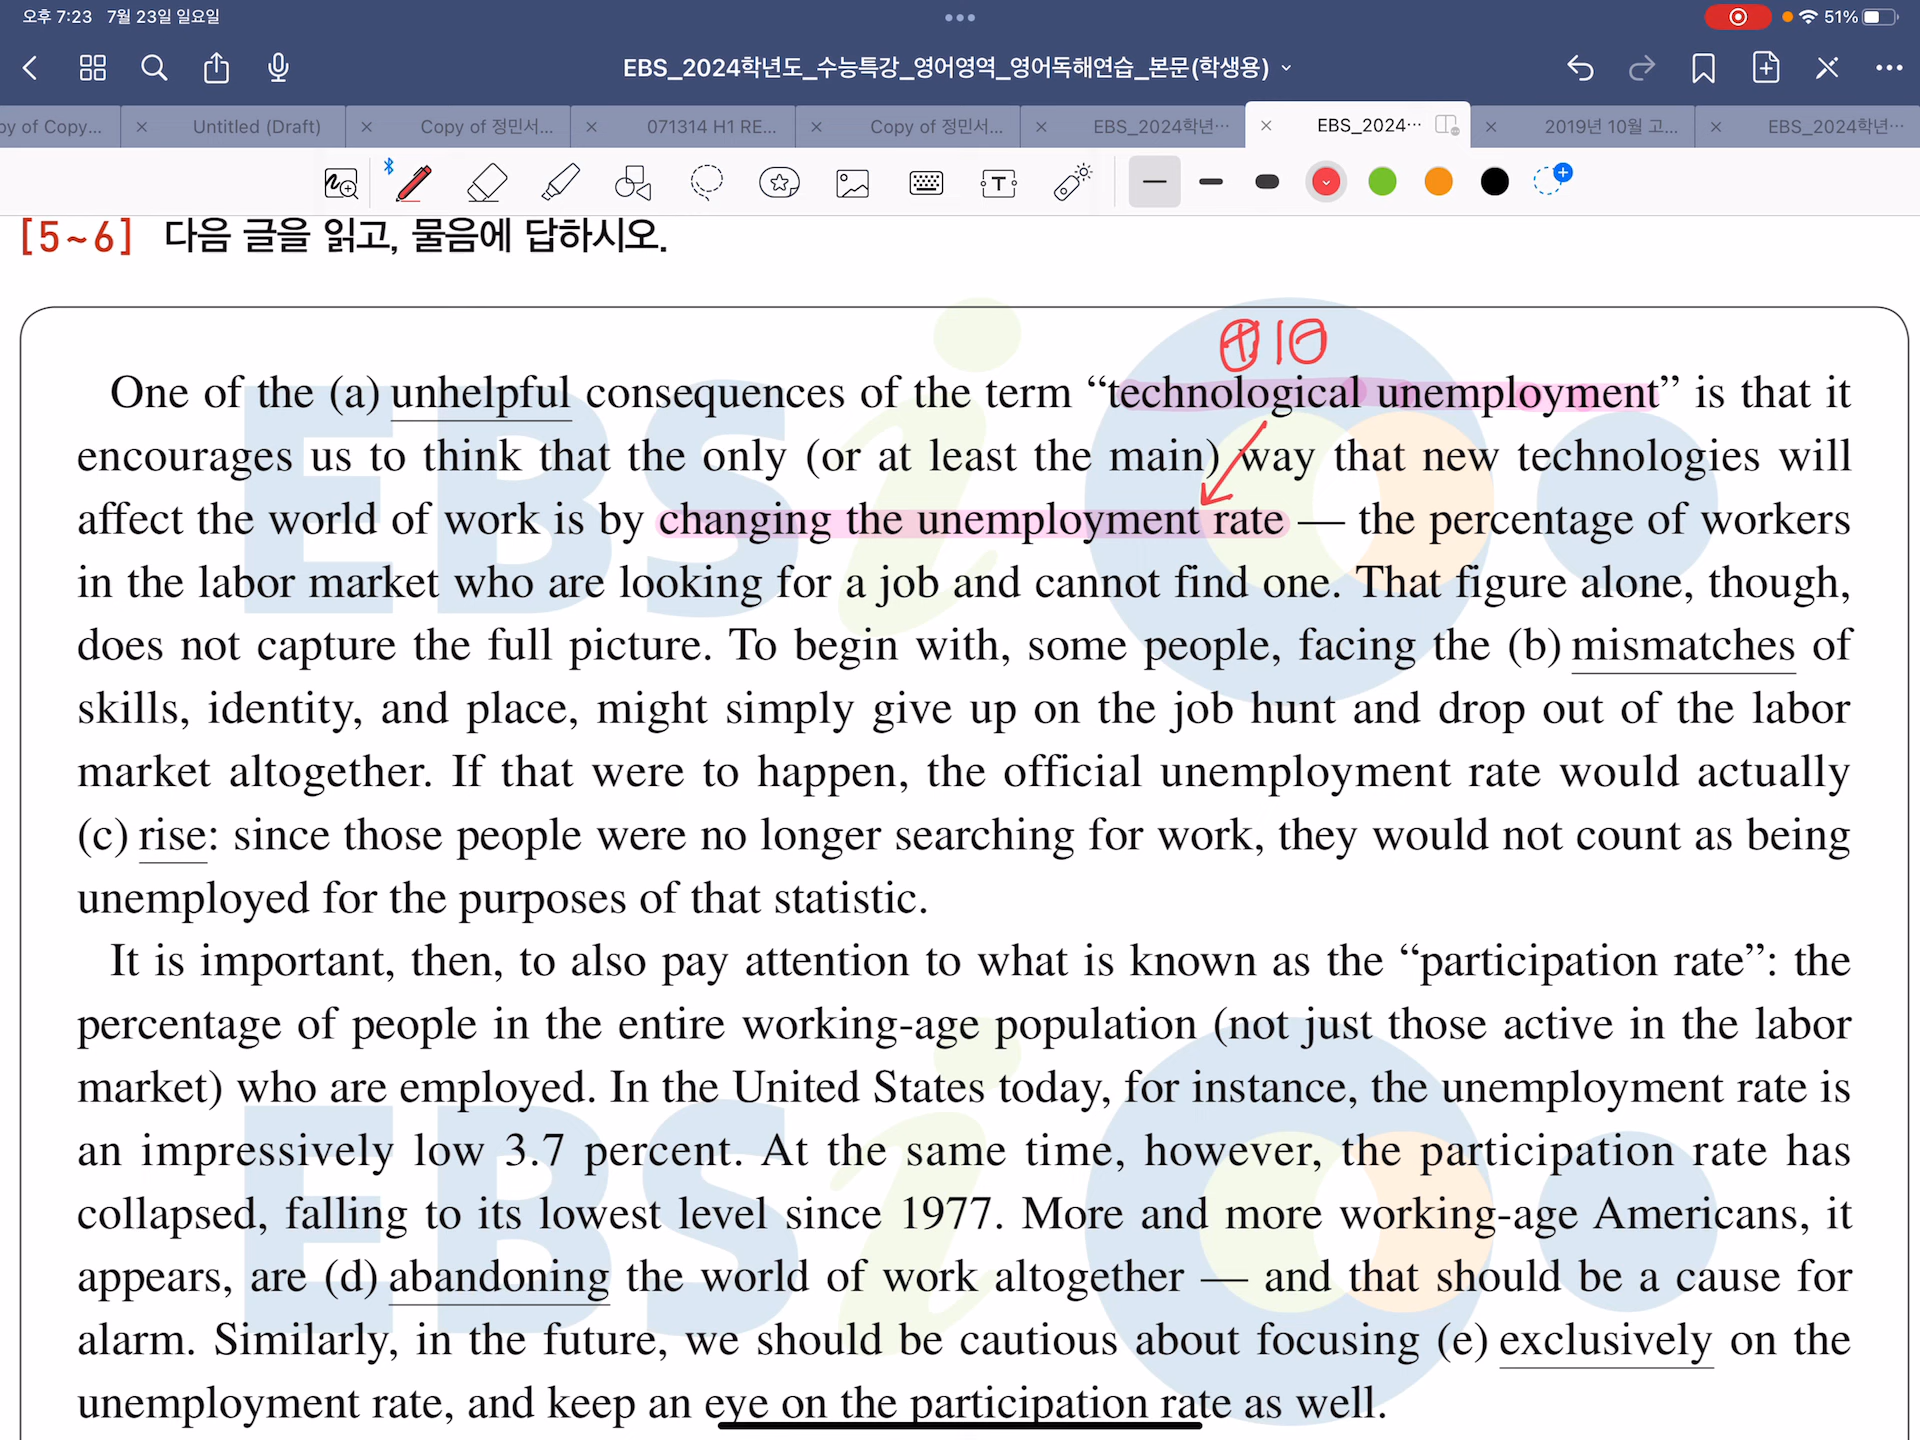 오후 7:23 7월 23일 일요일
51%
EBS_2024학년도_수능특강_영어영역_영어독해연습_본문(학생용)
py of Copy...
Untitled (Draft)
Copy of 정민서...
071314 H1 RE...
Copy of 정민서...
EBS_2024학년...
EBS_2024...
2019년 10월 고...
EBS_2024학년...
[5~6] 다음 글을 읽고, 물음에 답하시오.
One of the (a) unhelpful consequences of the term “technological unemployment” is that it
encourages us to think that the only (or at least the main) way that new technologies will
affect the world of work is by changing the unemployment rate — the percentage of workers
in the labor market who are looking for a job and cannot find one. That figure alone, though,
does not capture the full picture. To begin with, some people, facing the (b) mismatches of
skills, identity, and place, might simply give up on the job hunt and drop out of the labor
market altogether. If that were to happen, the official unemployment rate would actually
(c) rise: since those people were no longer searching for work, they would not count as being
unemployed for the purposes of that statistic.
It is important, then, to also pay attention to what is known as the “participation rate”: the
percentage of people in the entire working-age population (not just those active in the labor
market) who are employed. In the United States today, for instance, the unemployment rate is
an impressively low 3.7 percent. At the same time, however, the participation rate has
collapsed, falling to its lowest level since 1977. More and more working-age Americans, it
appears, are (d) abandoning the world of work altogether — and that should be a cause for
alarm. Similarly, in the future, we should be cautious about focusing (e) exclusively on the
unemployment rate, and keep an eye on the participation rate as well.
EBSi
EBSi